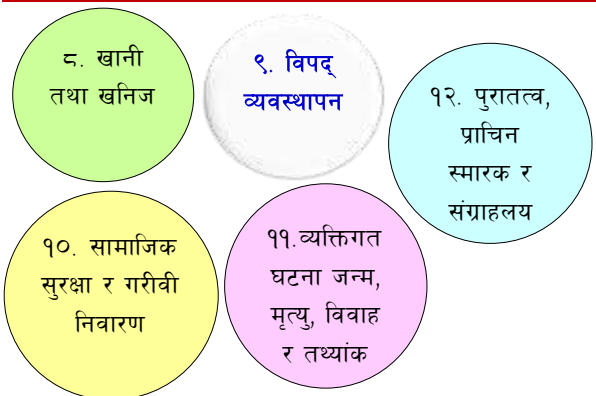 ८. खानी
तथा खनिज
९. विपद्
व्यवस्थापन
१०. सामाजिक
सुरक्षा र गरीवी
निवारण
११.व्यक्तिगत
घटना जन्म,
मृत्यु, विवाह
र तथ्यांक
१२. पुरातत्व,
प्राचिन
स्मारक र
संग्राहलय